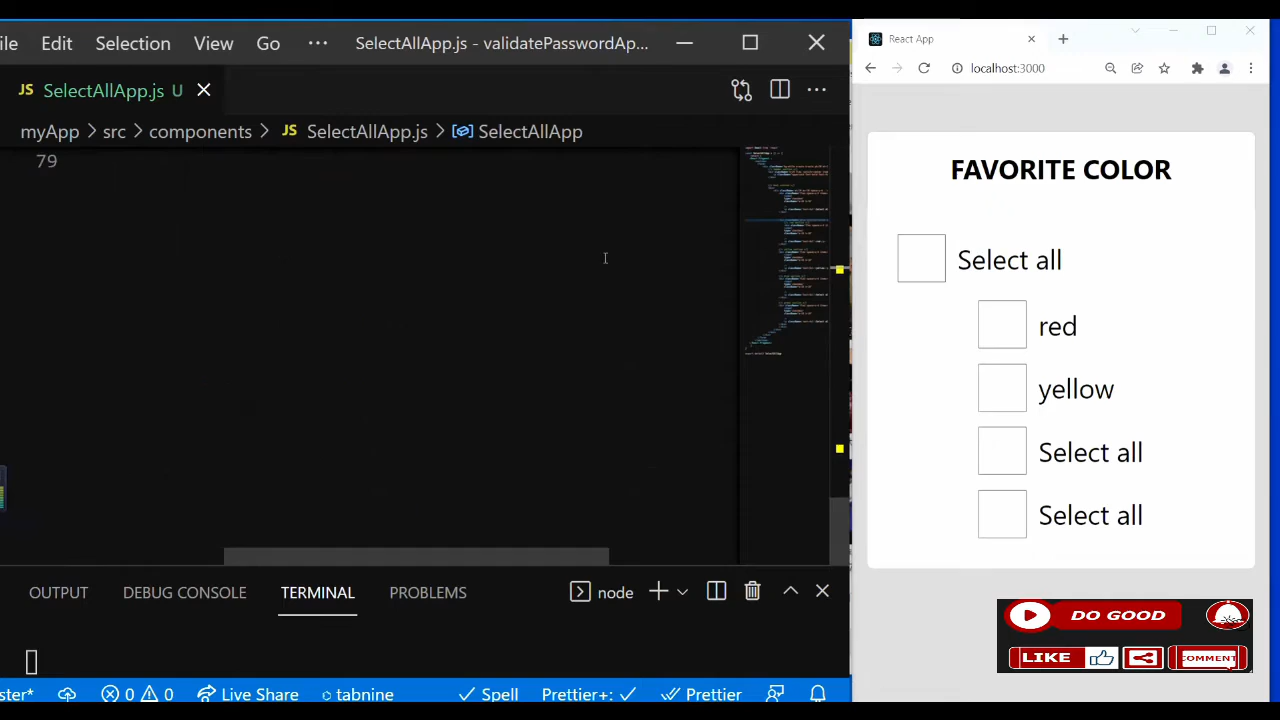 ile Edit Selection View Go ··· SelectAllApp.js - validatePasswordAp...
JS SelectAllApp.js U
myApp > src > components > JS SelectAllApp.js > SelectAllApp
79
OUTPUT DEBUG CONSOLE TERMINAL PROBLEMS node
ster* 0 0 Live Share tabnine Spell Prettier+: Prettier
React App
localhost:3000
FAVORITE COLOR
Select all
red
yellow
Select all
Select all
DO GOOD
LIKE COMMENT